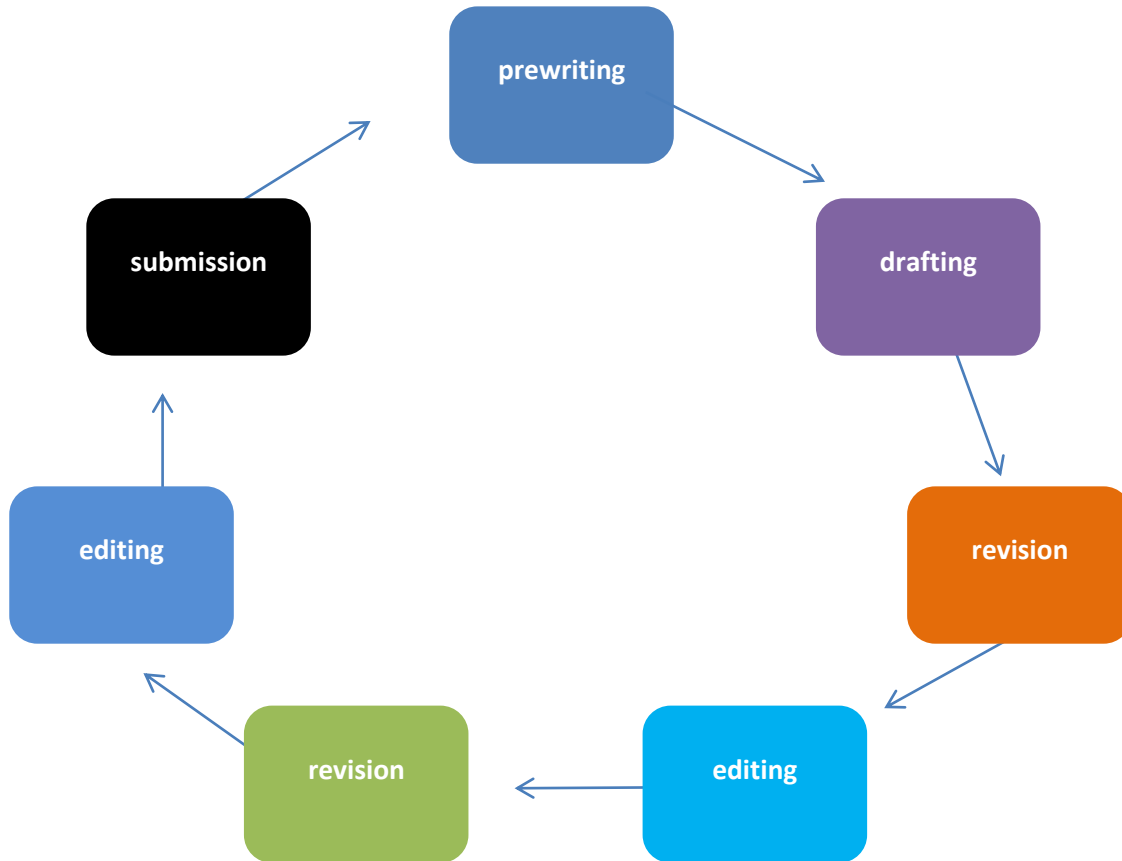 prewriting
drafting
revision
editing
revision
editing
submission